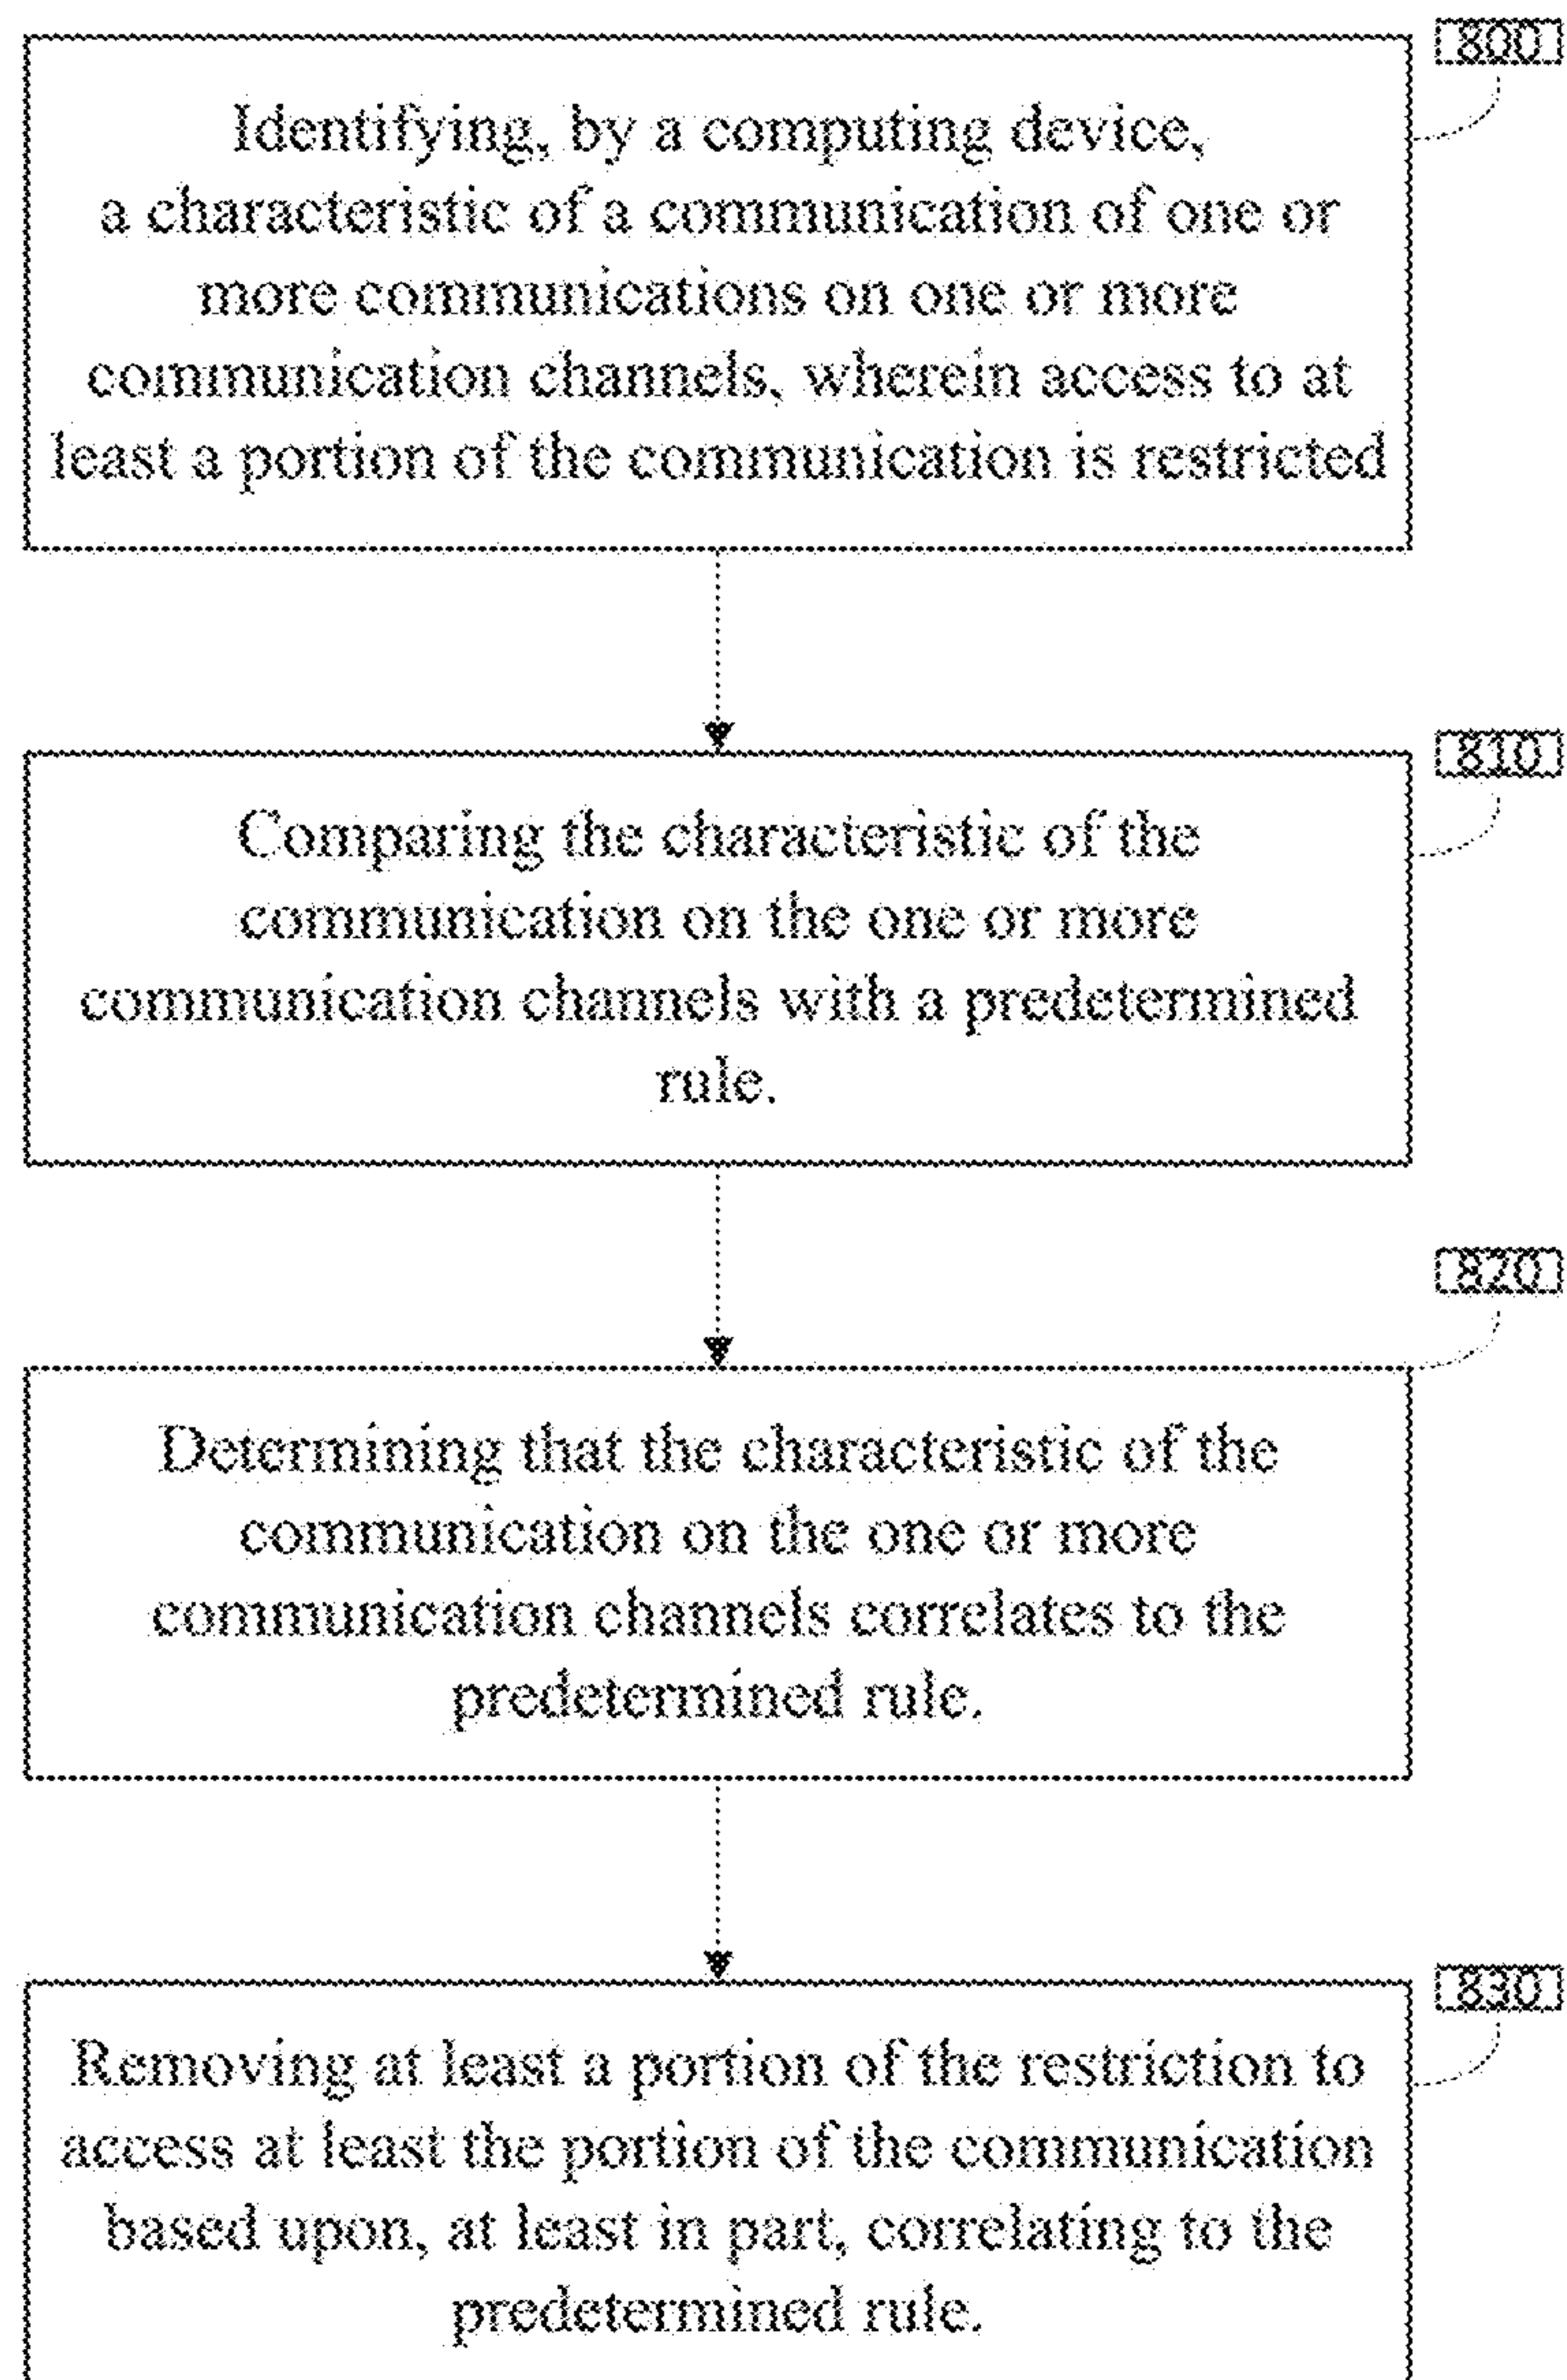 800
Identifying, by a computing device,
a characteristic of a communication of one or
more communications on one or more
communication channels, wherein access to at
least a portion of the communication is restricted
810
Comparing the characteristic of the
communication on the one or more
communication channels with a predetermined
rule.
820
Determining that the characteristic of the
communication on the one or more
communication channels correlates to the
predetermined rule.
830
Removing at least a portion of the restriction to
access at least the portion of the communication
based upon, at least in part, correlating to the
predetermined rule.